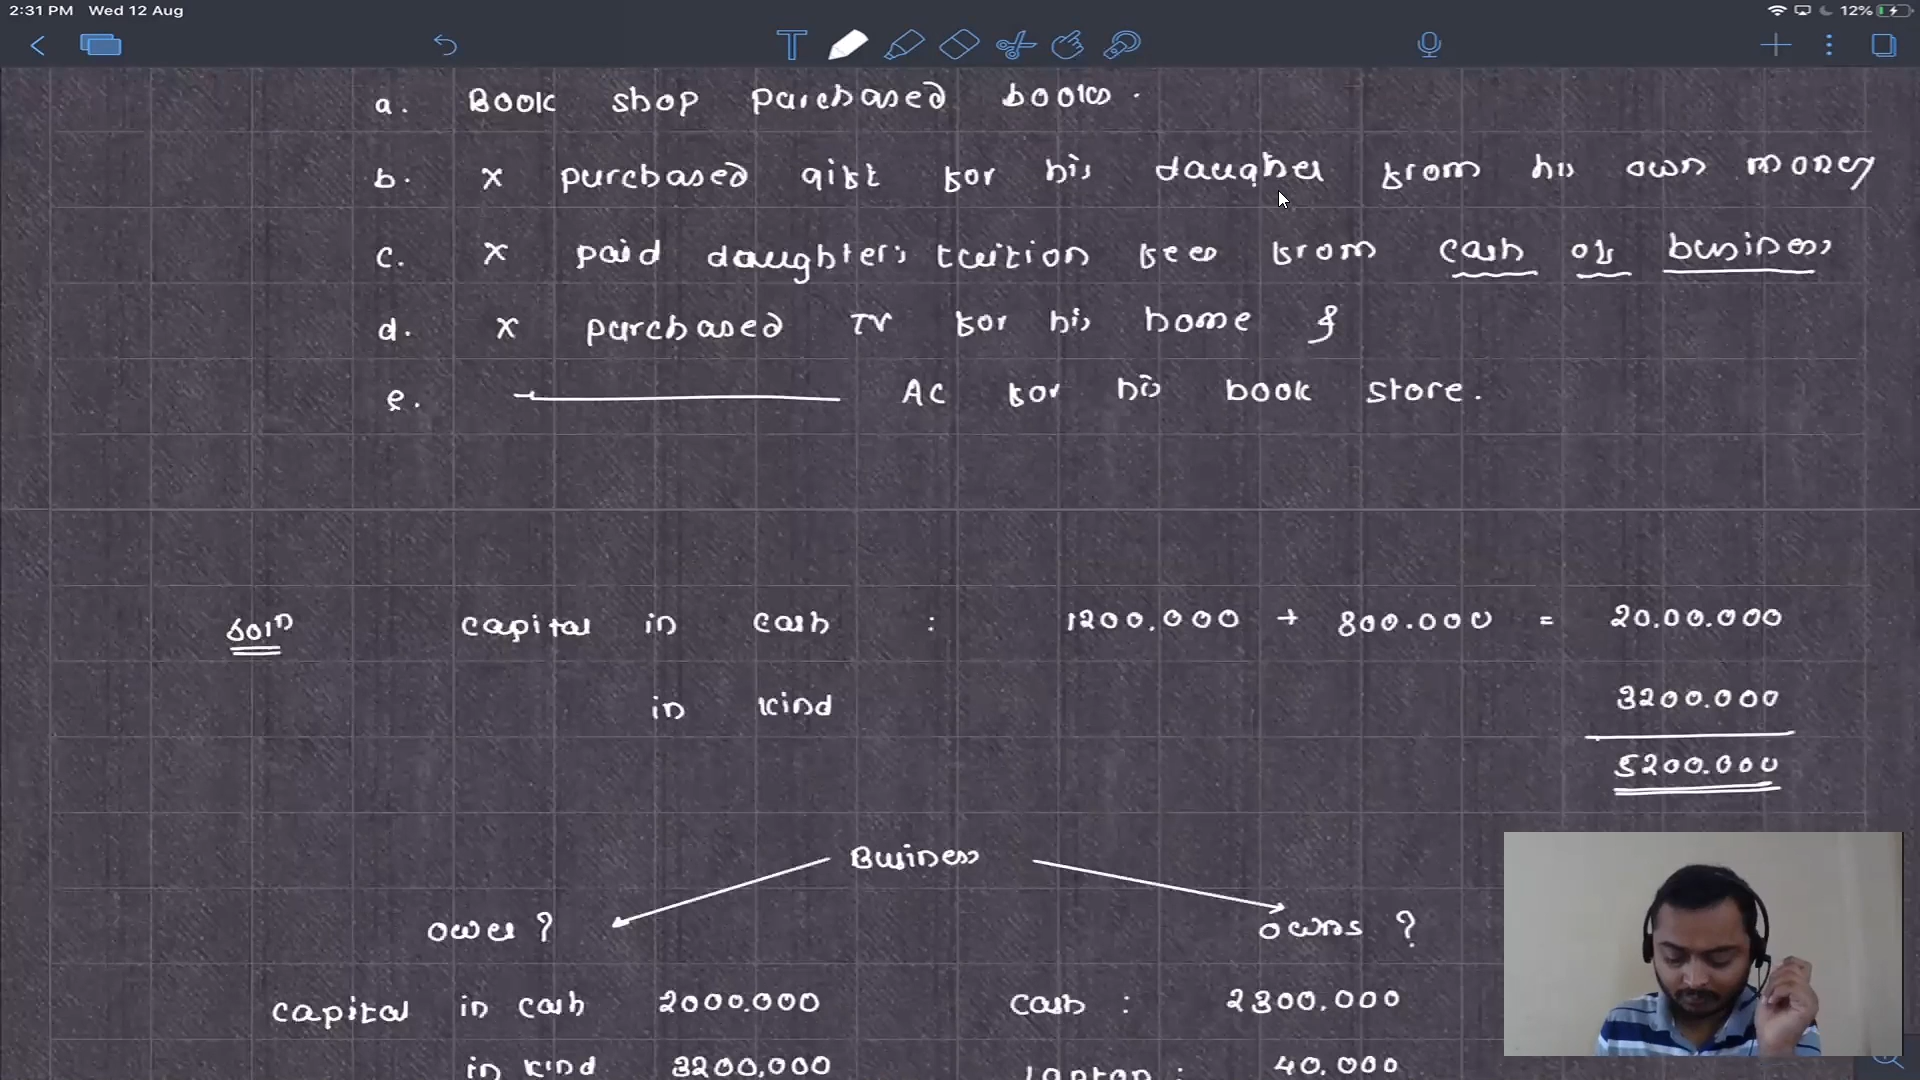 2:31 PM Wed 12 Aug 12%
T
a. Book shop purchased books.
b. X purchased gift for his daugher from his own money
c. X paid daughter's tuition fees from cash of business
d. X purchased TV for his home &
e. AC for his book store.
Soln capital in cash : 1200.000 + 800.000 = 20.00.000
in kind 3200.000
5200.000
Business
owes ? owns ?
capital in cash 2000.000 cash : 2300.000
in kind 3200,000 laptop : 40.000